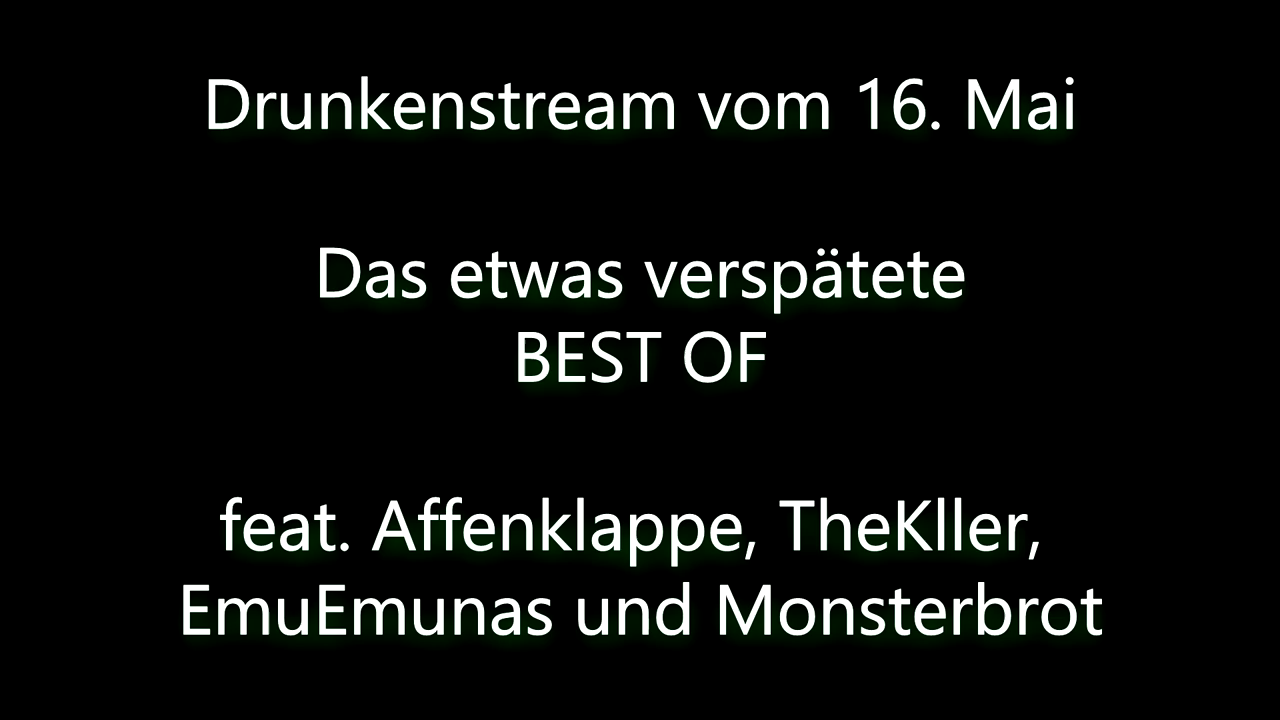 Drunkenstream vom 16. Mai
Das etwas verspätete
BEST OF
feat. Affenklappe, TheKller,
EmuEmunas und Monsterbrot